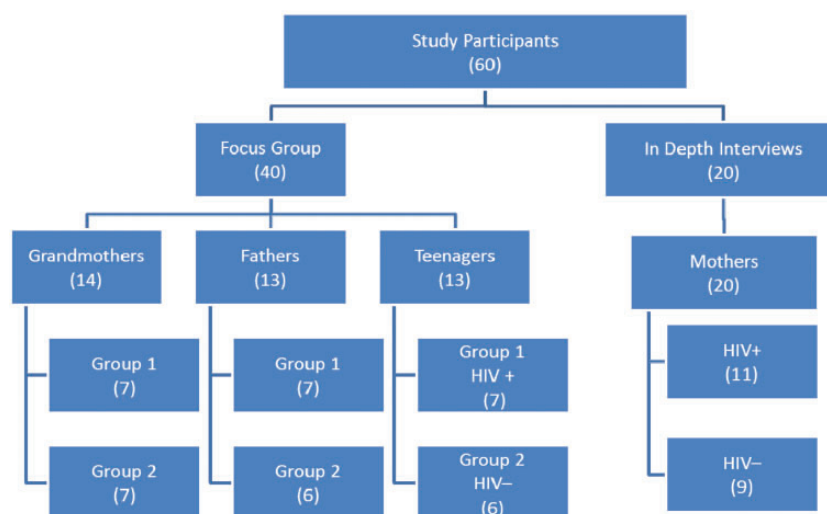 Study Participants
(60)
Focus Group
(40)
In Depth Interviews
(20)
Grandmothers
(14)
Fathers
(13)
Teenagers
(13)
Mothers
(20)
Group 1
(7)
Group 1
(7)
Group 1
HIV +
(7)
HIV+
(11)
Group 2
(7)
Group 2
(6)
Group 2
HIV–
(6)
HIV–
(9)